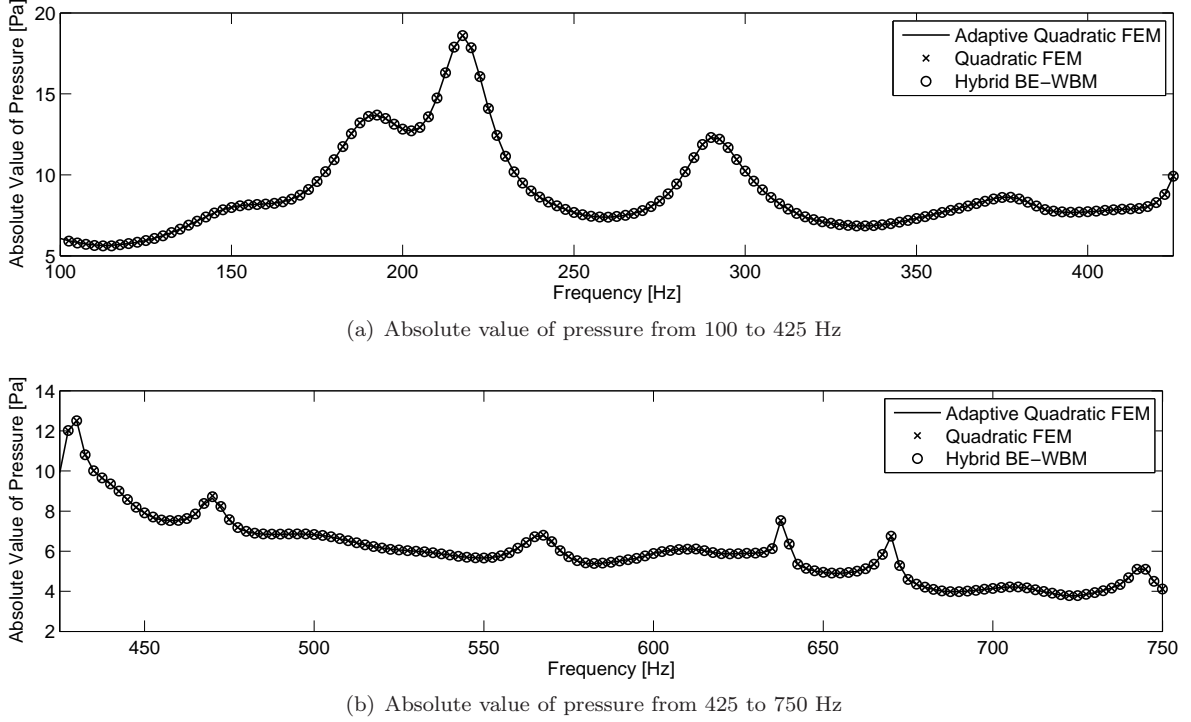 20
15
10
5
Absolute Value of Pressure [Pa]
100 150 200 250 300 350 400
Frequency [Hz]
Adaptive Quadratic FEM
Quadratic FEM
Hybrid BE−WBM
(a) Absolute value of pressure from 100 to 425 Hz
14
12
10
8
6
4
2
Absolute Value of Pressure [Pa]
450 500 550 600 650 700 750
Frequency [Hz]
Adaptive Quadratic FEM
Quadratic FEM
Hybrid BE−WBM
(b) Absolute value of pressure from 425 to 750 Hz